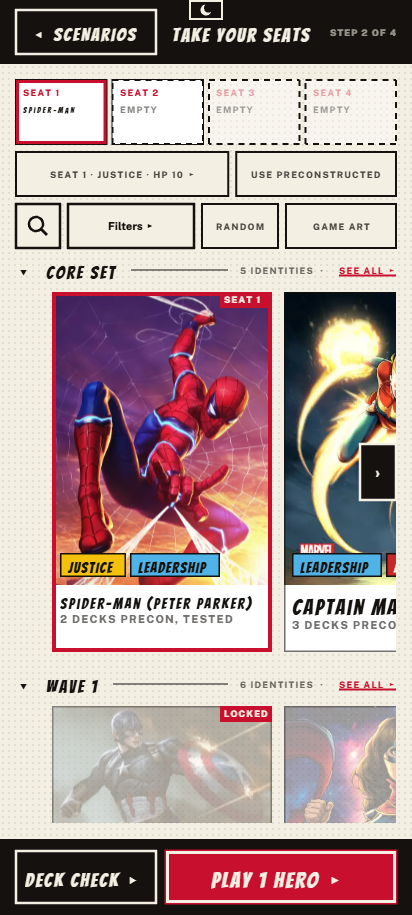 ◂ SCENARIOS
TAKE YOUR SEATS
STEP 2 OF 4
SEAT 1
SPIDER-MAN
SEAT 2
EMPTY
SEAT 3
EMPTY
SEAT 4
EMPTY
SEAT 1 · JUSTICE · HP 10 ▸
USE PRECONSTRUCTED
Filters ▸
RANDOM
GAME ART
▾ CORE SET
5 IDENTITIES ·
SEE ALL ▸
SEAT 1
JUSTICE
LEADERSHIP
SPIDER-MAN (PETER PARKER)
2 DECKS PRECON, TESTED
MARVEL
LEADERSHIP
CAPTAIN MA
3 DECKS PRECO
›
▾ WAVE 1
6 IDENTITIES ·
SEE ALL ▸
LOCKED
DECK CHECK ▸
PLAY 1 HERO ▸